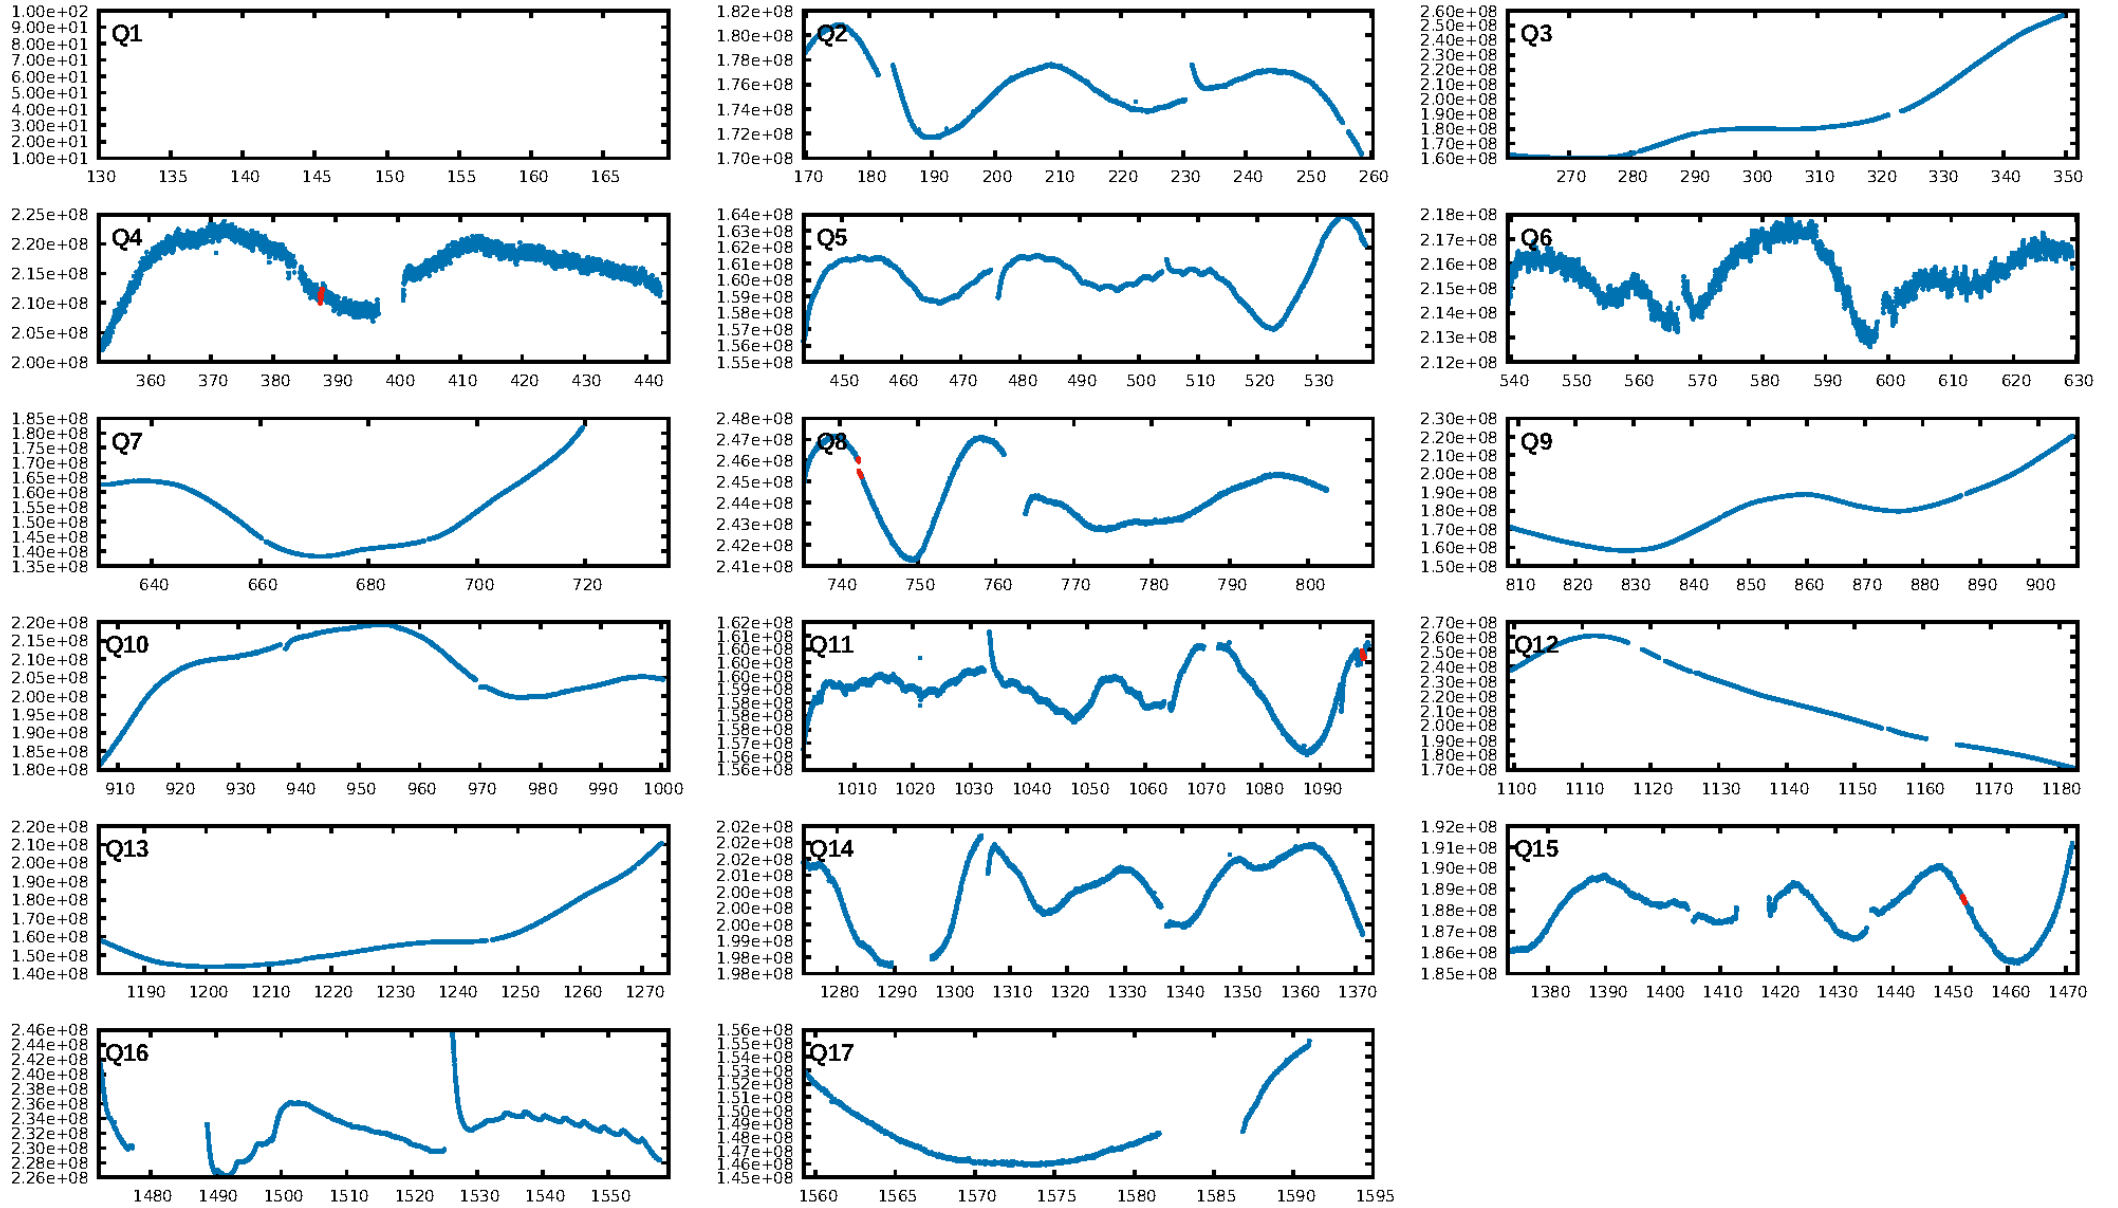 Q1
1.00e+02
9.00e+01
8.00e+01
7.00e+01
6.00e+01
5.00e+01
4.00e+01
3.00e+01
2.00e+01
1.00e+01
130 135 140 145 150 155 160 165
Q2
1.82e+08
1.80e+08
1.78e+08
1.76e+08
1.74e+08
1.72e+08
1.70e+08
170 180 190 200 210 220 230 240 250 260
Q3
2.60e+08
2.50e+08
2.40e+08
2.30e+08
2.20e+08
2.10e+08
2.00e+08
1.90e+08
1.80e+08
1.70e+08
1.60e+08
270 280 290 300 310 320 330 340 350
Q4
2.25e+08
2.20e+08
2.15e+08
2.10e+08
2.05e+08
2.00e+08
360 370 380 390 400 410 420 430 440
Q5
1.64e+08
1.63e+08
1.62e+08
1.61e+08
1.60e+08
1.59e+08
1.58e+08
1.57e+08
1.56e+08
1.55e+08
450 460 470 480 490 500 510 520 530
Q6
2.18e+08
2.17e+08
2.16e+08
2.15e+08
2.14e+08
2.13e+08
2.12e+08
540 550 560 570 580 590 600 610 620 630
Q7
1.85e+08
1.80e+08
1.75e+08
1.70e+08
1.65e+08
1.60e+08
1.55e+08
1.50e+08
1.45e+08
1.40e+08
1.35e+08
640 660 680 700 720
Q8
2.48e+08
2.47e+08
2.46e+08
2.45e+08
2.44e+08
2.43e+08
2.42e+08
2.41e+08
740 750 760 770 780 790 800
Q9
2.30e+08
2.20e+08
2.10e+08
2.00e+08
1.90e+08
1.80e+08
1.70e+08
1.60e+08
1.50e+08
810 820 830 840 850 860 870 880 890 900
Q10
2.20e+08
2.15e+08
2.10e+08
2.05e+08
2.00e+08
1.95e+08
1.90e+08
1.85e+08
1.80e+08
910 920 930 940 950 960 970 980 990 1000
Q11
1.62e+08
1.61e+08
1.61e+08
1.60e+08
1.60e+08
1.59e+08
1.59e+08
1.58e+08
1.58e+08
1.57e+08
1.56e+08
1.56e+08
1010 1020 1030 1040 1050 1060 1070 1080 1090
Q12
2.70e+08
2.60e+08
2.50e+08
2.40e+08
2.30e+08
2.20e+08
2.10e+08
2.00e+08
1.90e+08
1.80e+08
1.70e+08
1100 1110 1120 1130 1140 1150 1160 1170 1180
Q13
2.20e+08
2.10e+08
2.00e+08
1.90e+08
1.80e+08
1.70e+08
1.60e+08
1.50e+08
1.40e+08
1190 1200 1210 1220 1230 1240 1250 1260 1270
Q14
2.02e+08
2.02e+08
2.01e+08
2.01e+08
2.00e+08
2.00e+08
1.99e+08
1.99e+08
1.98e+08
1.98e+08
1280 1290 1300 1310 1320 1330 1340 1350 1360 1370
Q15
1.92e+08
1.91e+08
1.90e+08
1.89e+08
1.88e+08
1.87e+08
1.86e+08
1.85e+08
1380 1390 1400 1410 1420 1430 1440 1450 1460 1470
Q16
2.46e+08
2.44e+08
2.42e+08
2.40e+08
2.38e+08
2.36e+08
2.34e+08
2.32e+08
2.30e+08
2.28e+08
2.26e+08
1480 1490 1500 1510 1520 1530 1540 1550
Q17
1.56e+08
1.55e+08
1.54e+08
1.53e+08
1.52e+08
1.51e+08
1.50e+08
1.49e+08
1.48e+08
1.47e+08
1.46e+08
1.45e+08
1560 1565 1570 1575 1580 1585 1590 1595